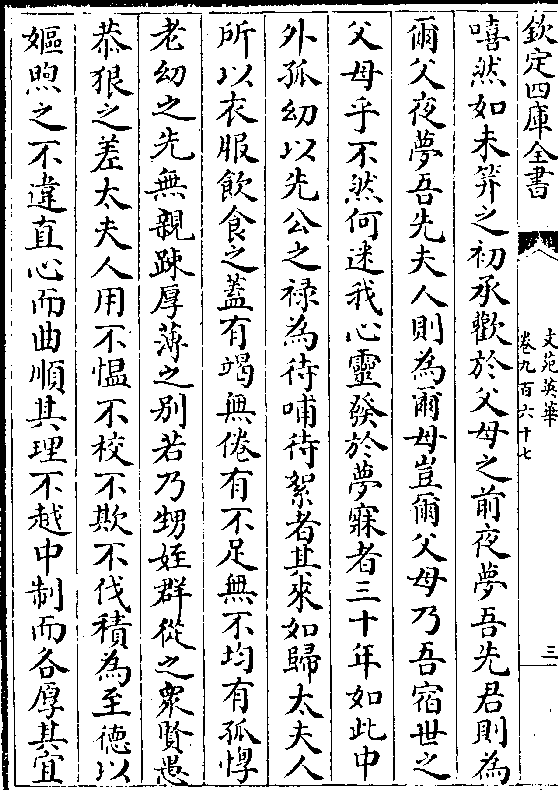 欽定四庫全書
文苑英華
卷九百六十七
三
嘻然如未筓之初承歡於父母之前夜夢吾先君則為
爾父夜夢吾先夫人則為爾母豈爾父母乃吾宿世之
父母乎不然何迷我心靈發於夢寐者三十年如此中
外孤幼以先公之禄為待哺待絮者其來如歸太夫人
所以衣服飲食之蓋有竭無倦有不足無不均有孤惸
老幼之先無親踈厚薄之別若乃甥姪群從之衆賢愚
恭狠之差太夫人用不愠不校不欺不伐積為至德以
嫗煦之不違直心而曲順其理不越中制而各厚其宜